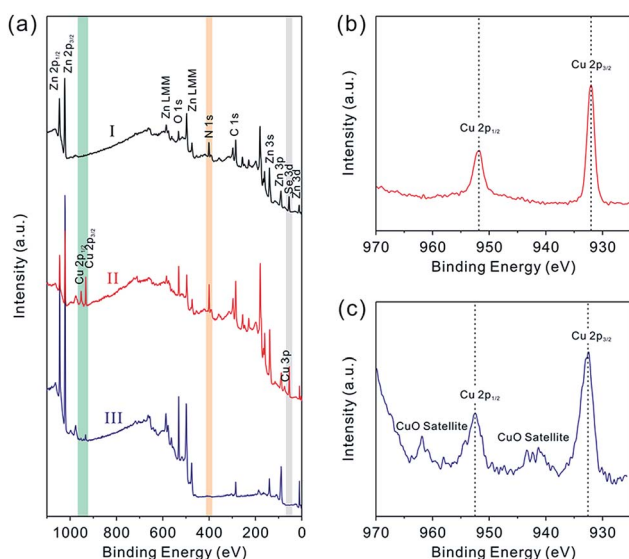 (a)
Zn 2p1/2
Zn 2p3/2
I
Zn LMM
O 1s
Zn LMM
N 1s
C 1s
Zn 3s
Zn 3p
Se 3d
Zn 3d
Cu 2p1/2
Cu 2p3/2
II
Cu 3p
III
Intensity (a.u.)
1000 800 600 400 200 0
Binding Energy (eV)
(b)
Cu 2p3/2
Cu 2p1/2
Intensity (a.u.)
970 960 950 940 930
Binding Energy (eV)
(c)
Cu 2p3/2
Cu 2p1/2
CuO Satellite
CuO Satellite
Intensity (a.u.)
970 960 950 940 930
Binding Energy (eV)